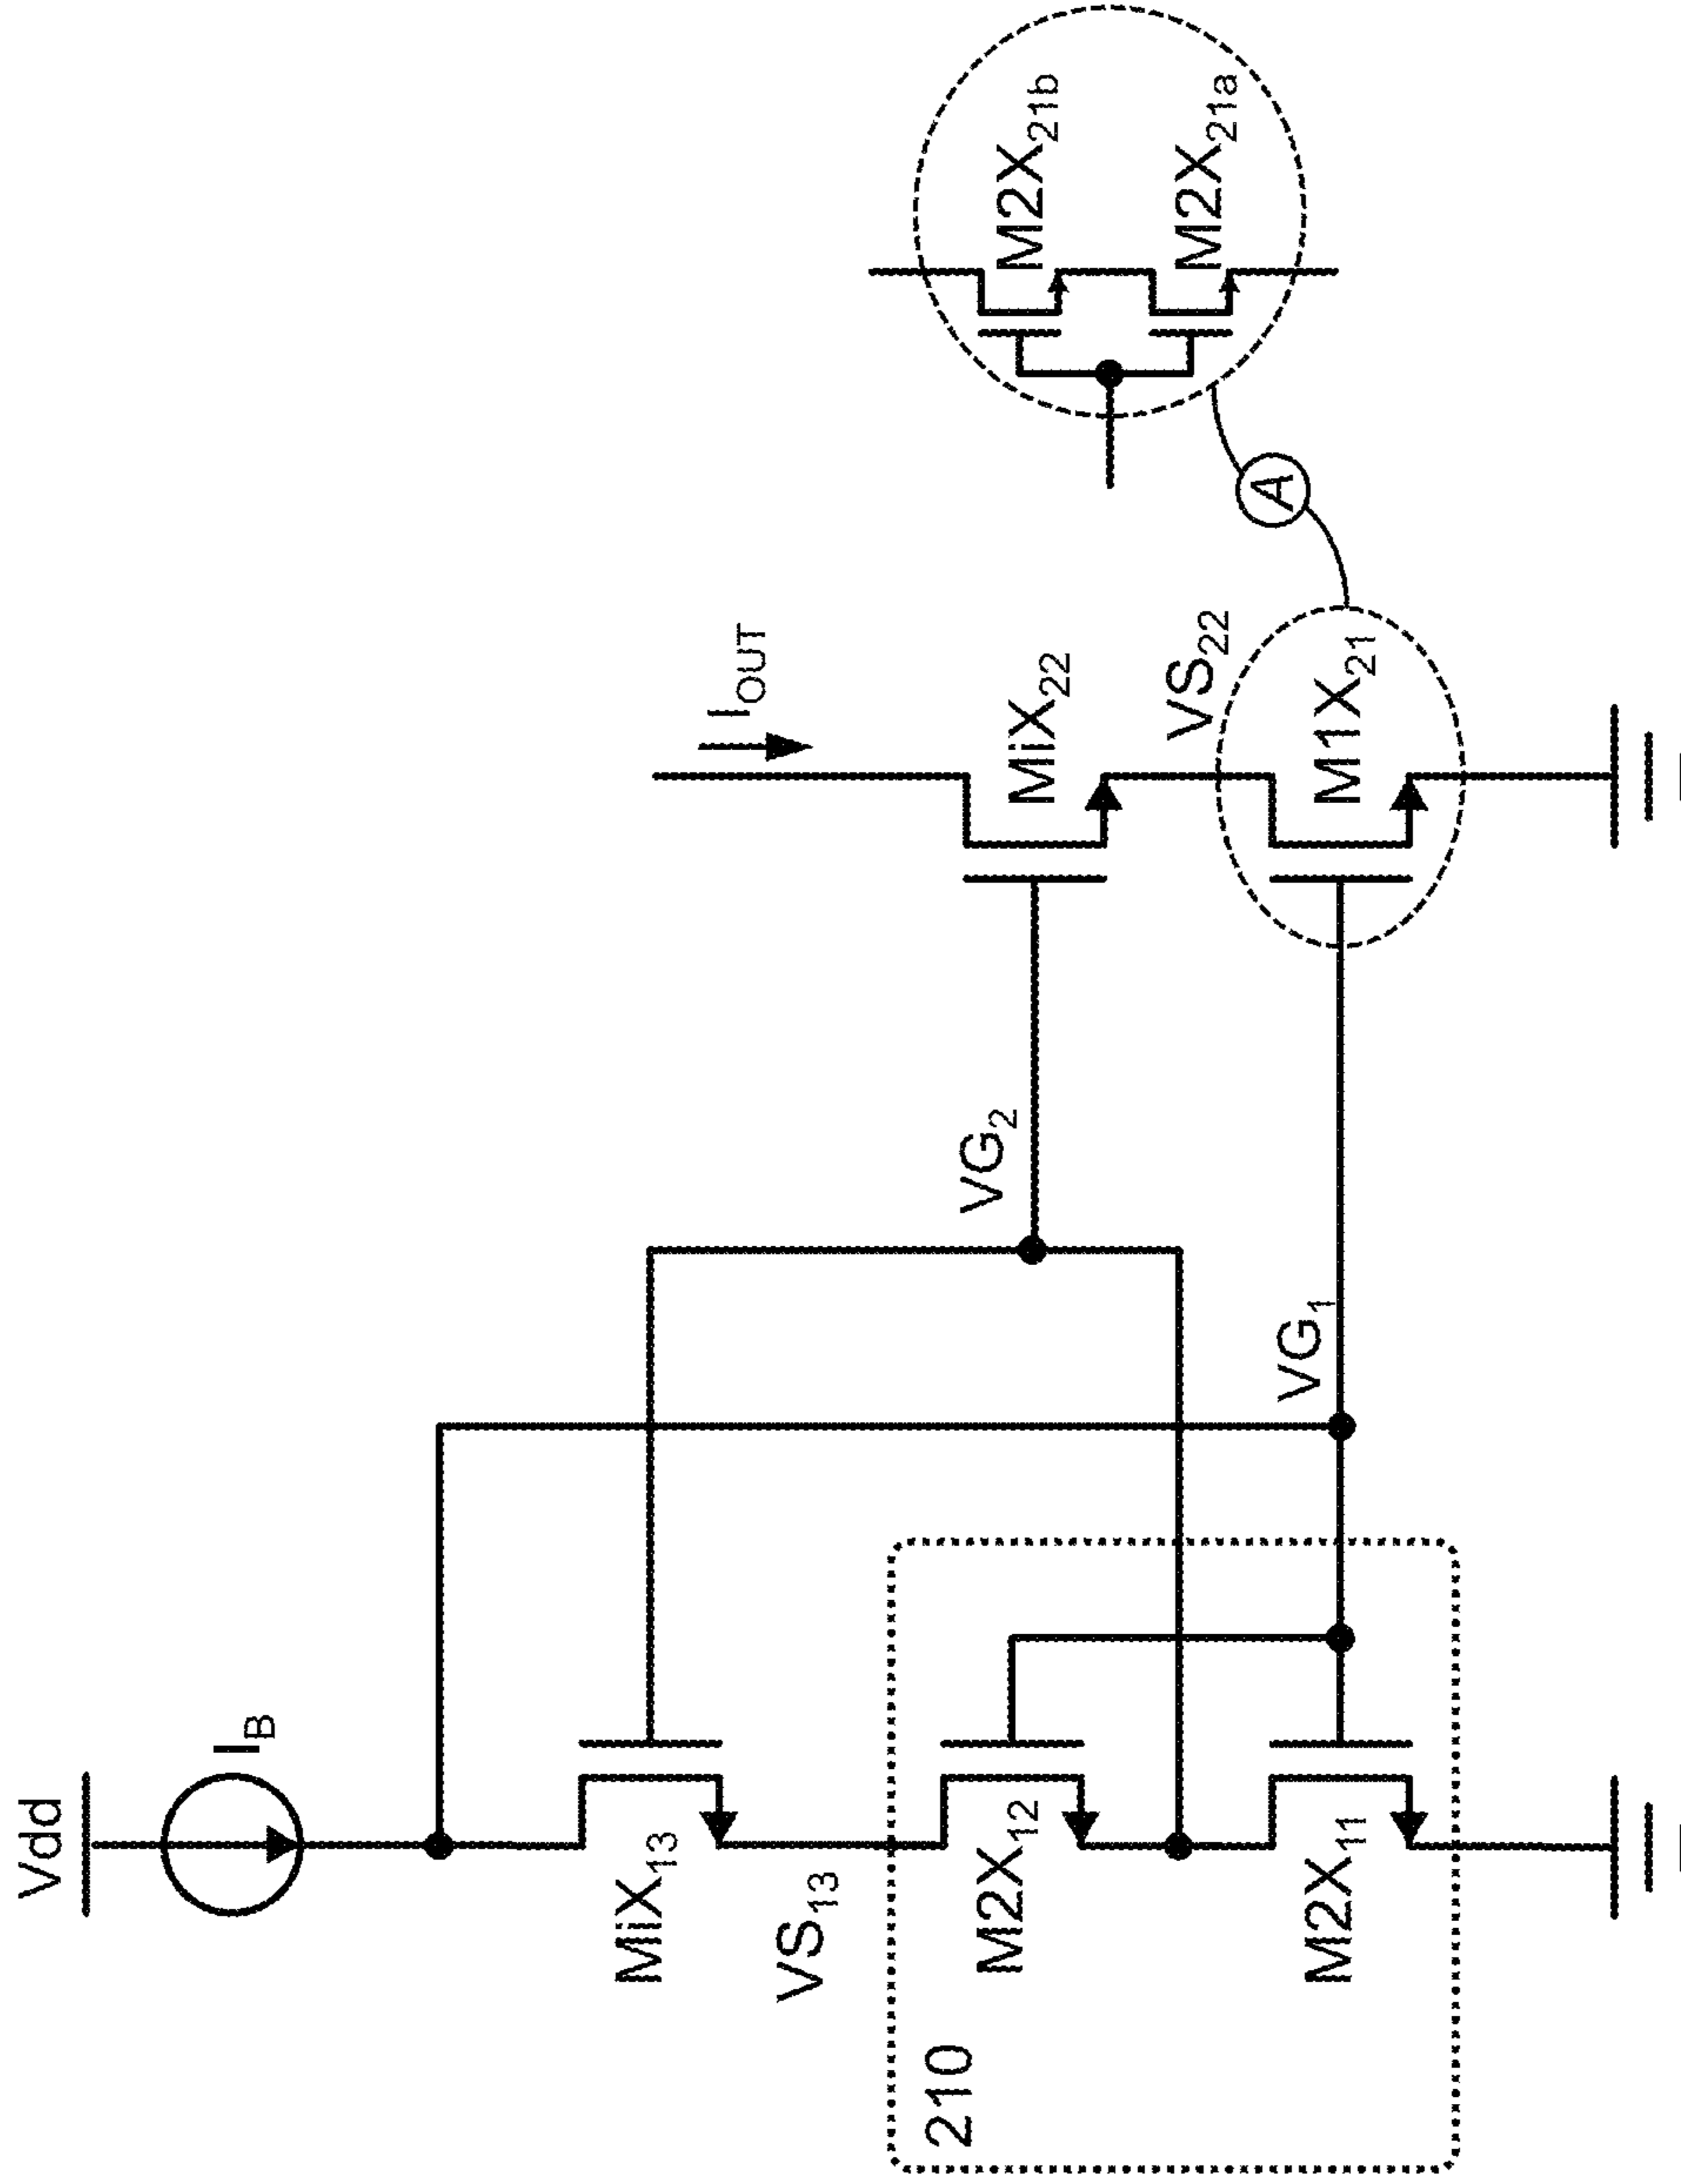 Vdd
I_B
MiX_13
VS_13
210
M2X_12
M2X_11
VG_2
VG_1
I_OUT
MiX_22
VS_22
M1X_21
A
M2X_21b
M2X_21a